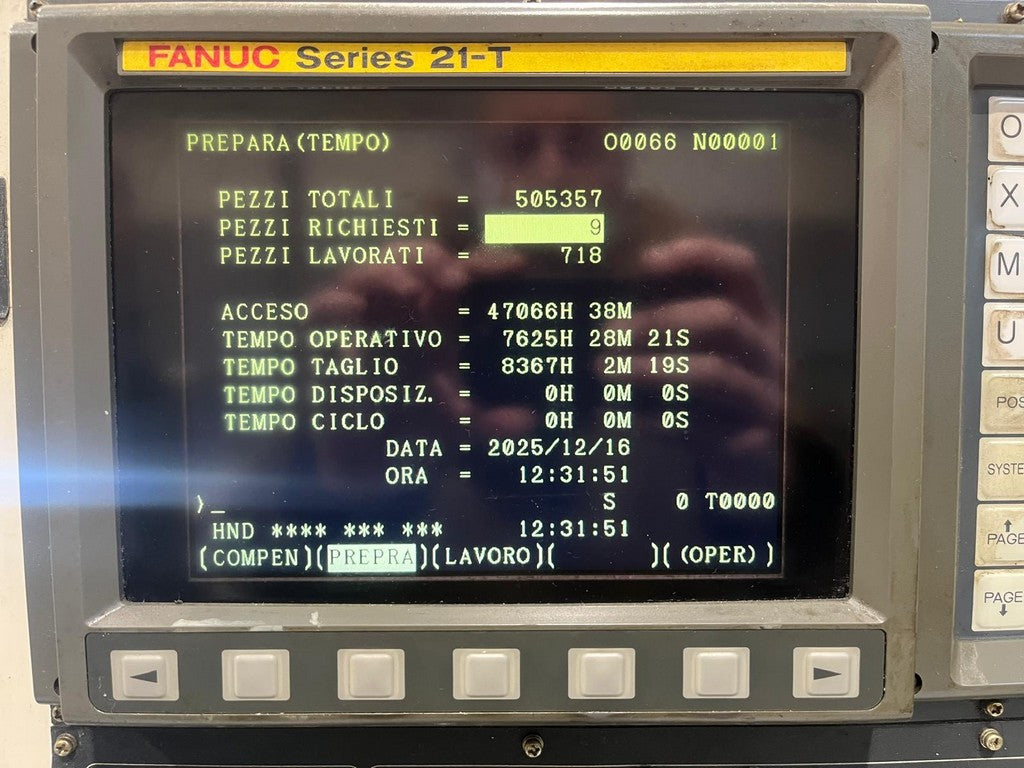 FANUC Series 21-T
PREPARA(TEMPO) O0066 N00001
PEZZI TOTALI = 505357
PEZZI RICHIESTI = 9
PEZZI LAVORATI = 718
ACCESO = 47066H 38M
TEMPO OPERATIVO = 7625H 28M 21S
TEMPO TAGLIO = 8367H 2M 19S
TEMPO DISPOSIZ. = 0H 0M 0S
TEMPO CICLO = 0H 0M 0S
DATA = 2025/12/16
ORA = 12:31:51
>_ S 0 T0000
HND **** *** *** 12:31:51
(COMPEN)(PREPRA)(LAVORO)( )( (OPER) )
O
X
M
U
POS
SYSTE
PAGE
PAGE